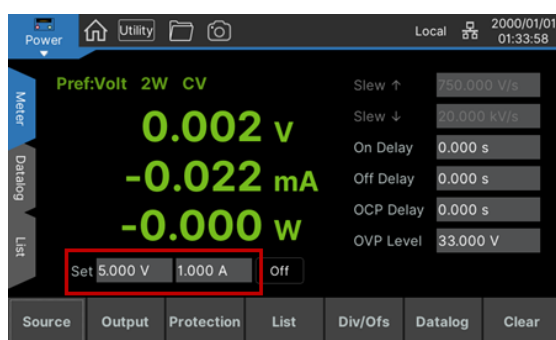 Power Utility Local 2000/01/01
01:33:58
Meter
Datalog
List
Pref:Volt 2W CV
0.002 V
-0.022 mA
-0.000 W
Set 5.000 V 1.000 A Off
Slew ↑ 750.000 V/s
Slew ↓ 20.000 kV/s
On Delay 0.000 s
Off Delay 0.000 s
OCP Delay 0.000 s
OVP Level 33.000 V
Source Output Protection List Div/Ofs Datalog Clear